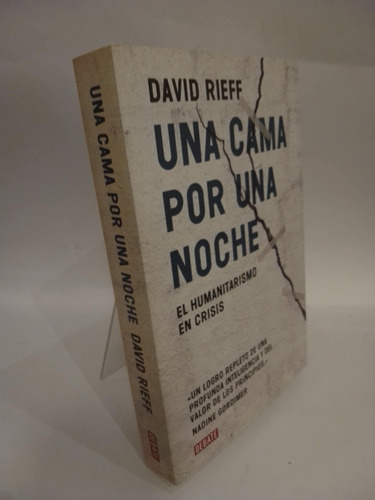 DAVID RIEFF
UNA CAMA
POR UNA
NOCHE
EL HUMANITARISMO
EN CRISIS
«UN LOGRO REPLETO DE UNA
PROFUNDA INTELIGENCIA Y DEL
VALOR DE LOS PRINCIPIOS.»
NADINE GORDIMER
UNA CAMA POR UNA NOCHE DAVID RIEFF
DEBATE